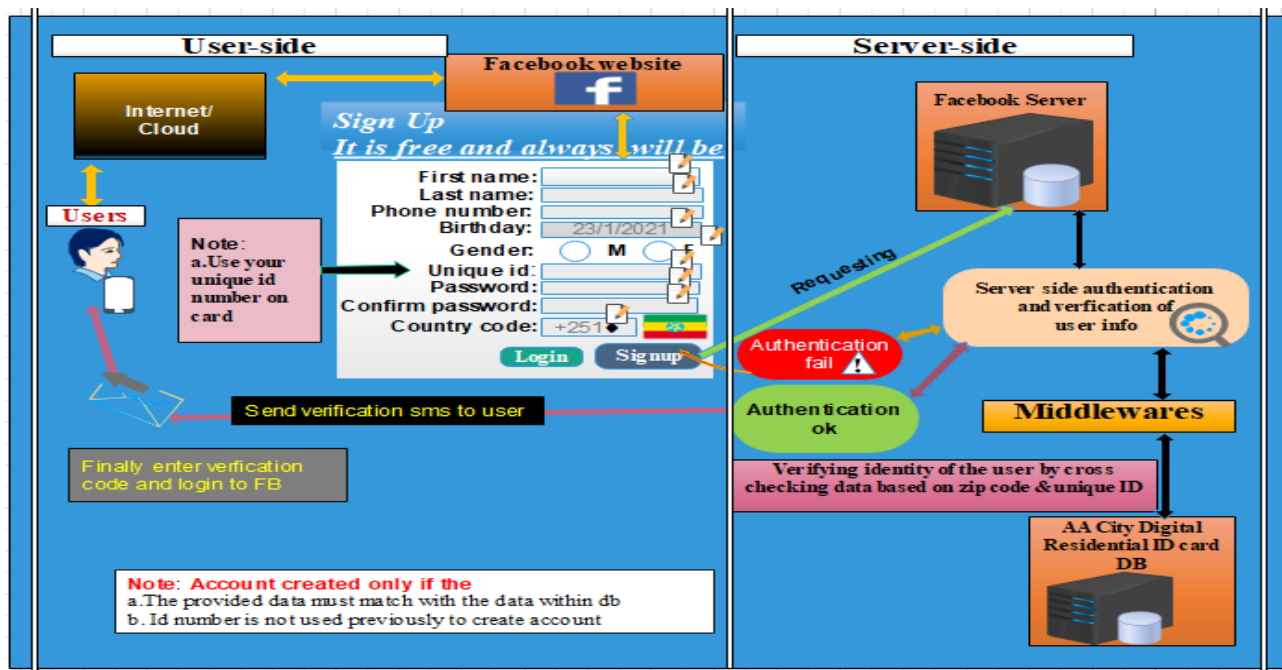 User-side
Server-side
Facebook website
f
Internet/
Cloud
Sign Up
It is free and always will be
First name:
Last name:
Phone number:
Birthday: 23/1/2021
Gender: M F
Unique id:
Password:
Confirm password:
Country code: +251
Login
Signup
Users
Note:
a.Use your
unique id
number on
card
Requesting
Facebook Server
Server side authentication
and verfication of
user info
Authentication
fail
Authentication
ok
Middlewares
Send verification sms to user
Finally enter verfication
code and login to FB
Verifying identity of the user by cross
checking data based on zip code &unique ID
AA City Digital
Residential ID card
DB
Note: Account created only if the
a.The provided data must match with the data within db
b. Id number is not used previously to create account